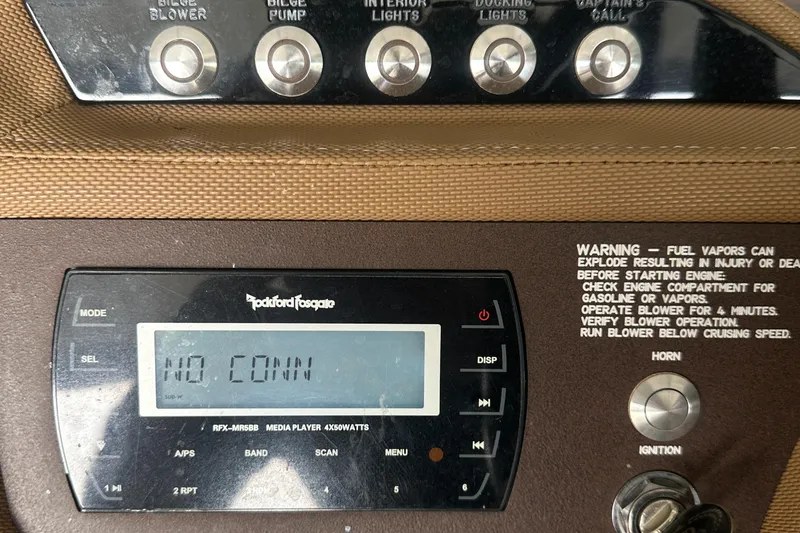 BILGE
BLOWER
BILGE
PUMP
INTERIOR
LIGHTS
DOCKING
LIGHTS
CAPTAIN'S
CALL
WARNING — FUEL VAPORS CAN
EXPLODE RESULTING IN INJURY OR
BEFORE STARTING ENGINE:
CHECK ENGINE COMPARTMENT FOR
GASOLINE OR VAPORS.
OPERATE BLOWER FOR 4 MINUTES.
VERIFY BLOWER OPERATION.
RUN BLOWER BELOW CRUISING SPEED.
HORN
IGNITION
Rockford Fosgate
MODE
SEL
DISP
NO CONN
RFX-MR5BB MEDIA PLAYER 4X50WATTS
A/PS
BAND
SCAN
MENU
1
2 RPT
4
5
6